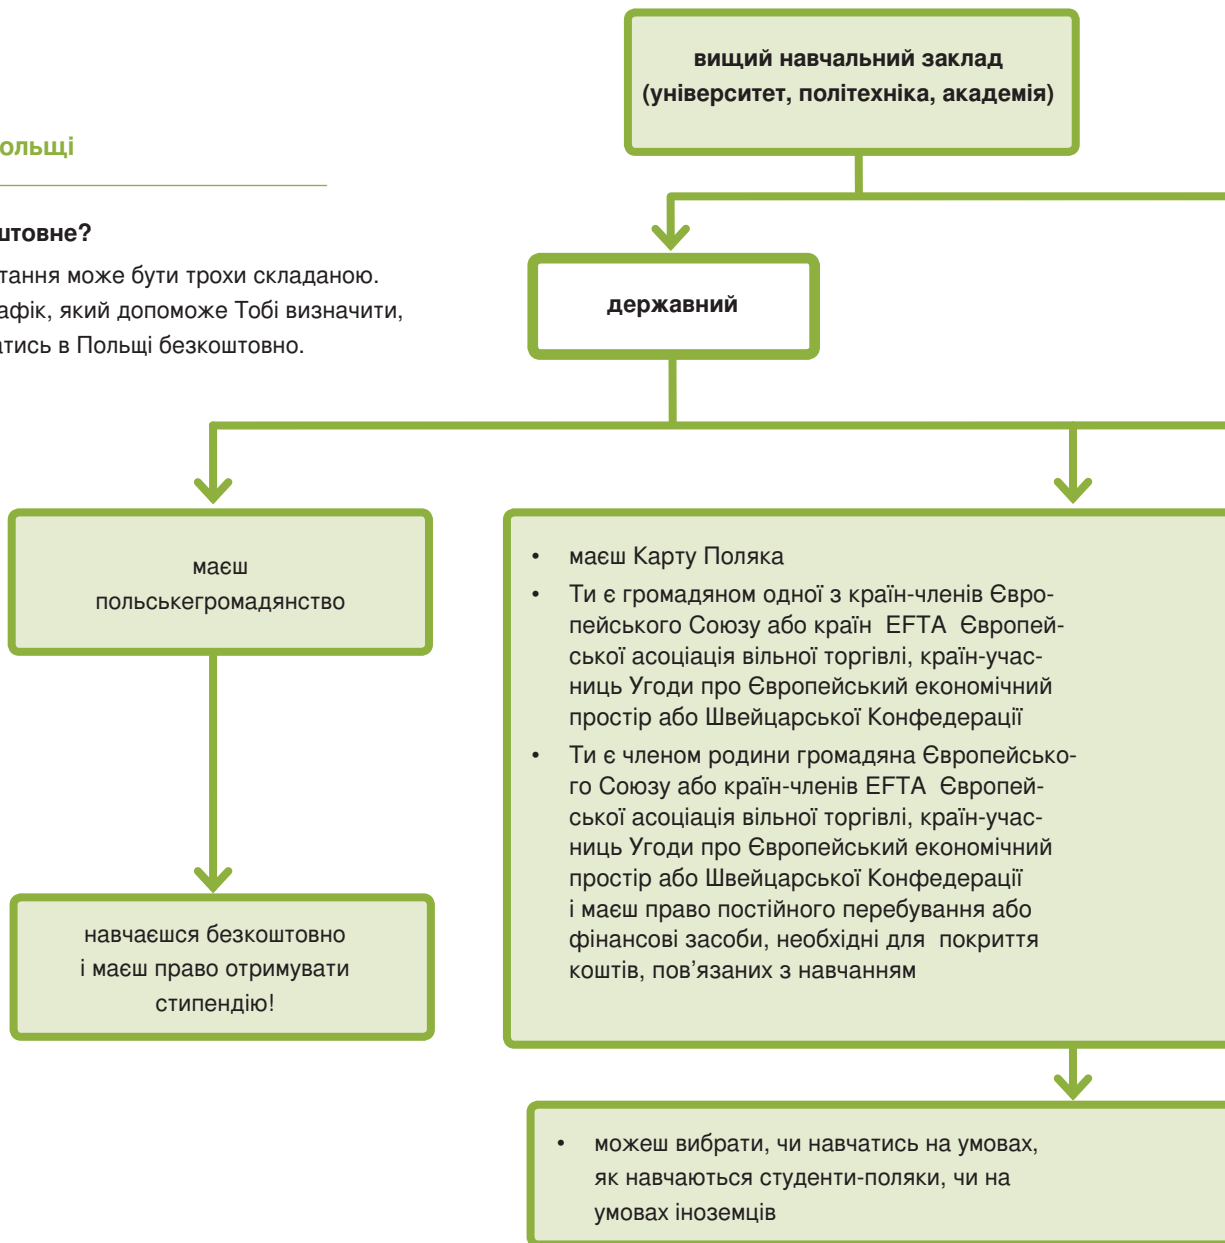 вищий навчальний заклад
(університет, політехніка, академія)
ольщі
штовне?
тання може бути трохи складаною.
афік, який допоможе Тобі визначити,
атись в Польщі безкоштовно.
державний
маєш
польськегромадянство
навчаєшся безкоштовно
і маєш право отримувати
стипендію!
• маєш Карту Поляка
• Ти є громадяном одної з країн-членів Євро-
пейського Союзу або країн EFTA Європей-
ської асоціація вільної торгівлі, країн-учас-
ниць Угоди про Європейський економічний
простір або Швейцарської Конфедерації
• Ти є членом родини громадяна Європейсько-
го Союзу або країн-членів EFTA Європей-
ської асоціація вільної торгівлі, країн-учас-
ниць Угоди про Європейський економічний
простір або Швейцарської Конфедерації
і маєш право постійного перебування або
фінансові засоби, необхідні для покриття
коштів, пов’язаних з навчанням
• можеш вибрати, чи навчатись на умовах,
як навчаються студенти-поляки, чи на
умовах іноземців